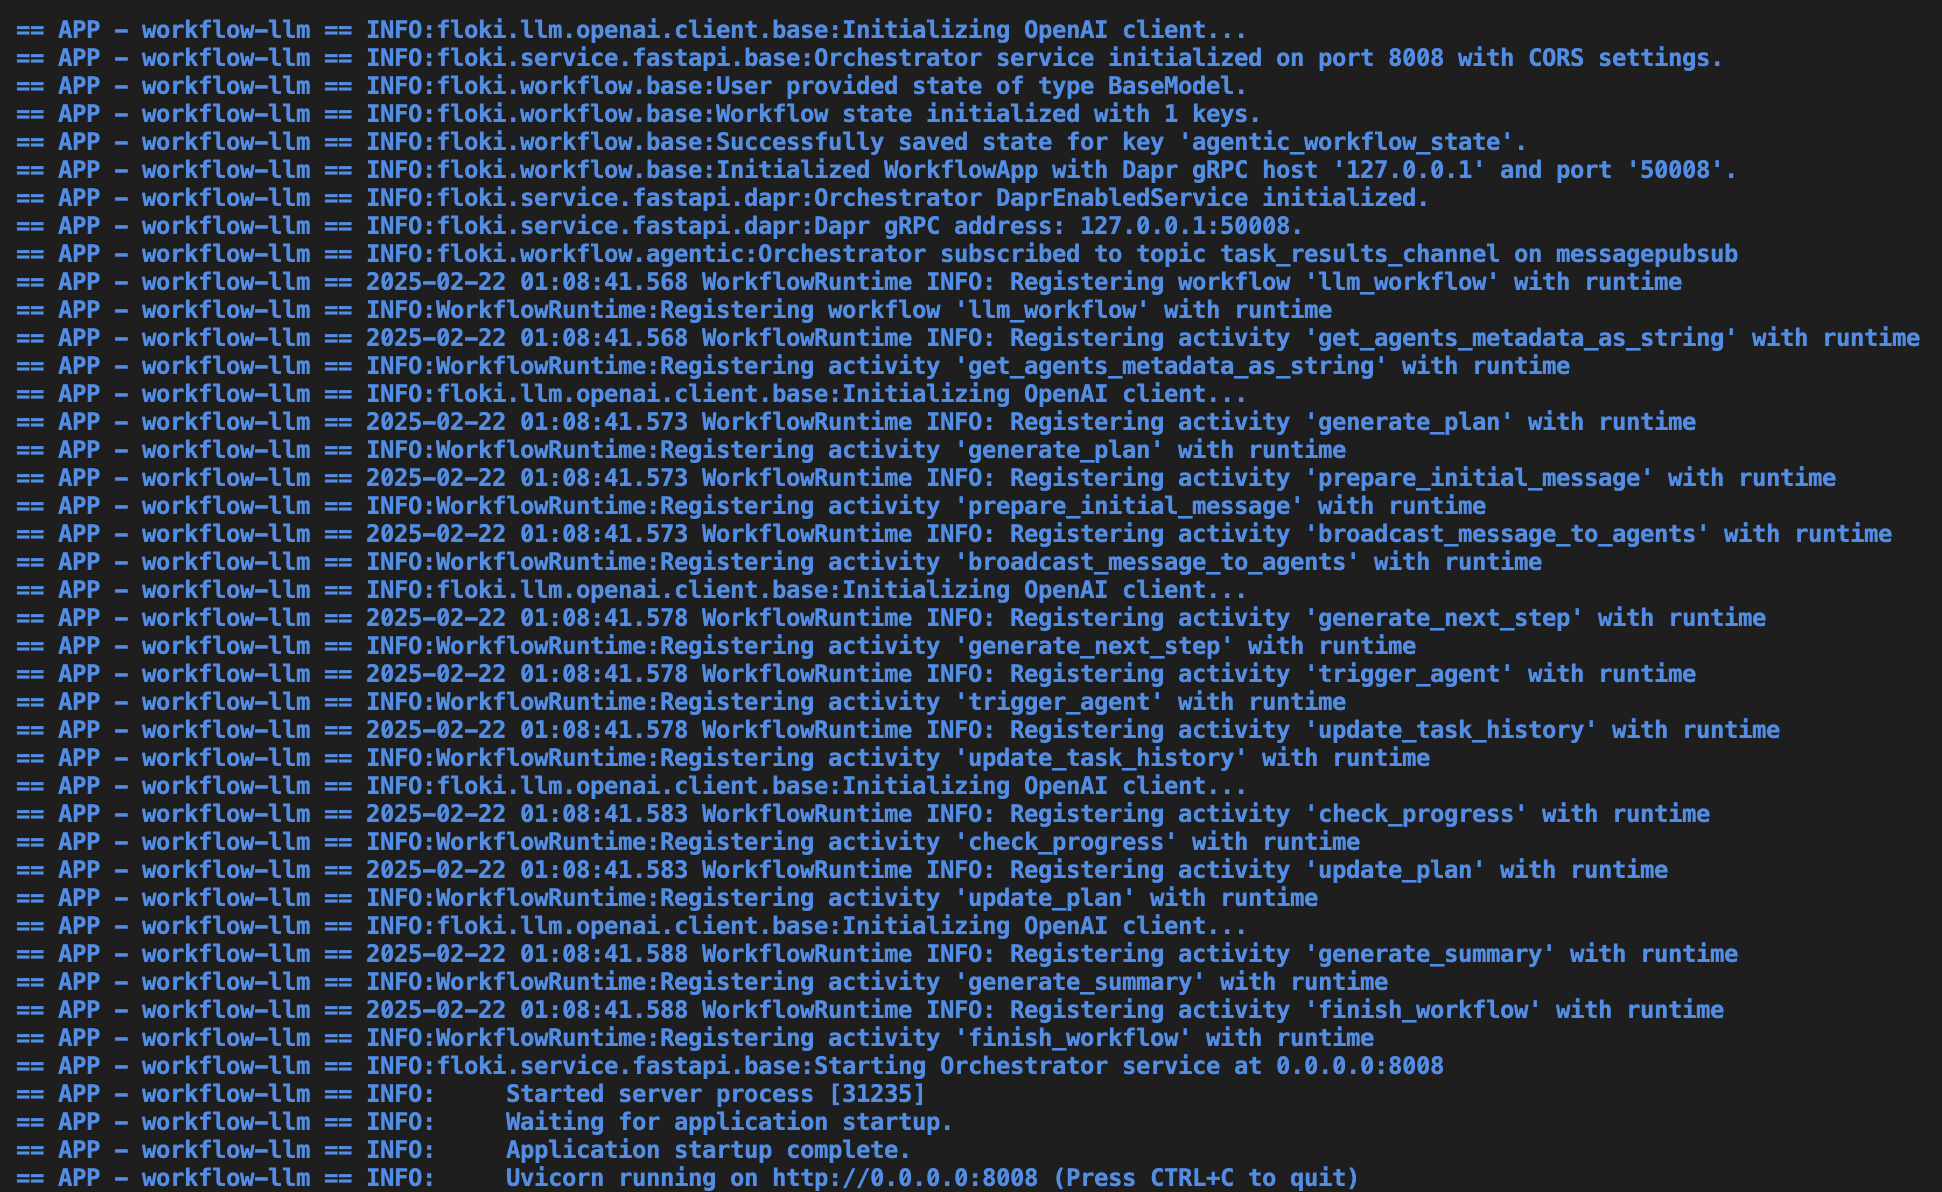 == APP - workflow-llm == INFO:floki.llm.openai.client.base:Initializing OpenAI client...
== APP - workflow-llm == INFO:floki.service.fastapi.base:Orchestrator service initialized on port 8008 with CORS settings.
== APP - workflow-llm == INFO:floki.workflow.base:User provided state of type BaseModel.
== APP - workflow-llm == INFO:floki.workflow.base:Workflow state initialized with 1 keys.
== APP - workflow-llm == INFO:floki.workflow.base:Successfully saved state for key 'agentic_workflow_state'.
== APP - workflow-llm == INFO:floki.workflow.base:Initialized WorkflowApp with Dapr gRPC host '127.0.0.1' and port '50008'.
== APP - workflow-llm == INFO:floki.service.fastapi.dapr:Orchestrator DaprEnabledService initialized.
== APP - workflow-llm == INFO:floki.service.fastapi.dapr:Dapr gRPC address: 127.0.0.1:50008.
== APP - workflow-llm == INFO:floki.workflow.agentic:Orchestrator subscribed to topic task_results_channel on messagepubsub
== APP - workflow-llm == 2025-02-22 01:08:41.568 WorkflowRuntime INFO: Registering workflow 'llm_workflow' with runtime
== APP - workflow-llm == INFO:WorkflowRuntime:Registering workflow 'llm_workflow' with runtime
== APP - workflow-llm == 2025-02-22 01:08:41.568 WorkflowRuntime INFO: Registering activity 'get_agents_metadata_as_string' with runtime
== APP - workflow-llm == INFO:WorkflowRuntime:Registering activity 'get_agents_metadata_as_string' with runtime
== APP - workflow-llm == INFO:floki.llm.openai.client.base:Initializing OpenAI client...
== APP - workflow-llm == 2025-02-22 01:08:41.573 WorkflowRuntime INFO: Registering activity 'generate_plan' with runtime
== APP - workflow-llm == INFO:WorkflowRuntime:Registering activity 'generate_plan' with runtime
== APP - workflow-llm == 2025-02-22 01:08:41.573 WorkflowRuntime INFO: Registering activity 'prepare_initial_message' with runtime
== APP - workflow-llm == INFO:WorkflowRuntime:Registering activity 'prepare_initial_message' with runtime
== APP - workflow-llm == 2025-02-22 01:08:41.573 WorkflowRuntime INFO: Registering activity 'broadcast_message_to_agents' with runtime
== APP - workflow-llm == INFO:WorkflowRuntime:Registering activity 'broadcast_message_to_agents' with runtime
== APP - workflow-llm == INFO:floki.llm.openai.client.base:Initializing OpenAI client...
== APP - workflow-llm == 2025-02-22 01:08:41.578 WorkflowRuntime INFO: Registering activity 'generate_next_step' with runtime
== APP - workflow-llm == INFO:WorkflowRuntime:Registering activity 'generate_next_step' with runtime
== APP - workflow-llm == 2025-02-22 01:08:41.578 WorkflowRuntime INFO: Registering activity 'trigger_agent' with runtime
== APP - workflow-llm == INFO:WorkflowRuntime:Registering activity 'trigger_agent' with runtime
== APP - workflow-llm == 2025-02-22 01:08:41.578 WorkflowRuntime INFO: Registering activity 'update_task_history' with runtime
== APP - workflow-llm == INFO:WorkflowRuntime:Registering activity 'update_task_history' with runtime
== APP - workflow-llm == INFO:floki.llm.openai.client.base:Initializing OpenAI client...
== APP - workflow-llm == 2025-02-22 01:08:41.583 WorkflowRuntime INFO: Registering activity 'check_progress' with runtime
== APP - workflow-llm == INFO:WorkflowRuntime:Registering activity 'check_progress' with runtime
== APP - workflow-llm == 2025-02-22 01:08:41.583 WorkflowRuntime INFO: Registering activity 'update_plan' with runtime
== APP - workflow-llm == INFO:WorkflowRuntime:Registering activity 'update_plan' with runtime
== APP - workflow-llm == INFO:floki.llm.openai.client.base:Initializing OpenAI client...
== APP - workflow-llm == 2025-02-22 01:08:41.588 WorkflowRuntime INFO: Registering activity 'generate_summary' with runtime
== APP - workflow-llm == INFO:WorkflowRuntime:Registering activity 'generate_summary' with runtime
== APP - workflow-llm == 2025-02-22 01:08:41.588 WorkflowRuntime INFO: Registering activity 'finish_workflow' with runtime
== APP - workflow-llm == INFO:WorkflowRuntime:Registering activity 'finish_workflow' with runtime
== APP - workflow-llm == INFO:floki.service.fastapi.base:Starting Orchestrator service at 0.0.0.0:8008
== APP - workflow-llm == INFO:     Started server process [31235]
== APP - workflow-llm == INFO:     Waiting for application startup.
== APP - workflow-llm == INFO:     Application startup complete.
== APP - workflow-llm == INFO:     Uvicorn running on http://0.0.0.0:8008 (Press CTRL+C to quit)